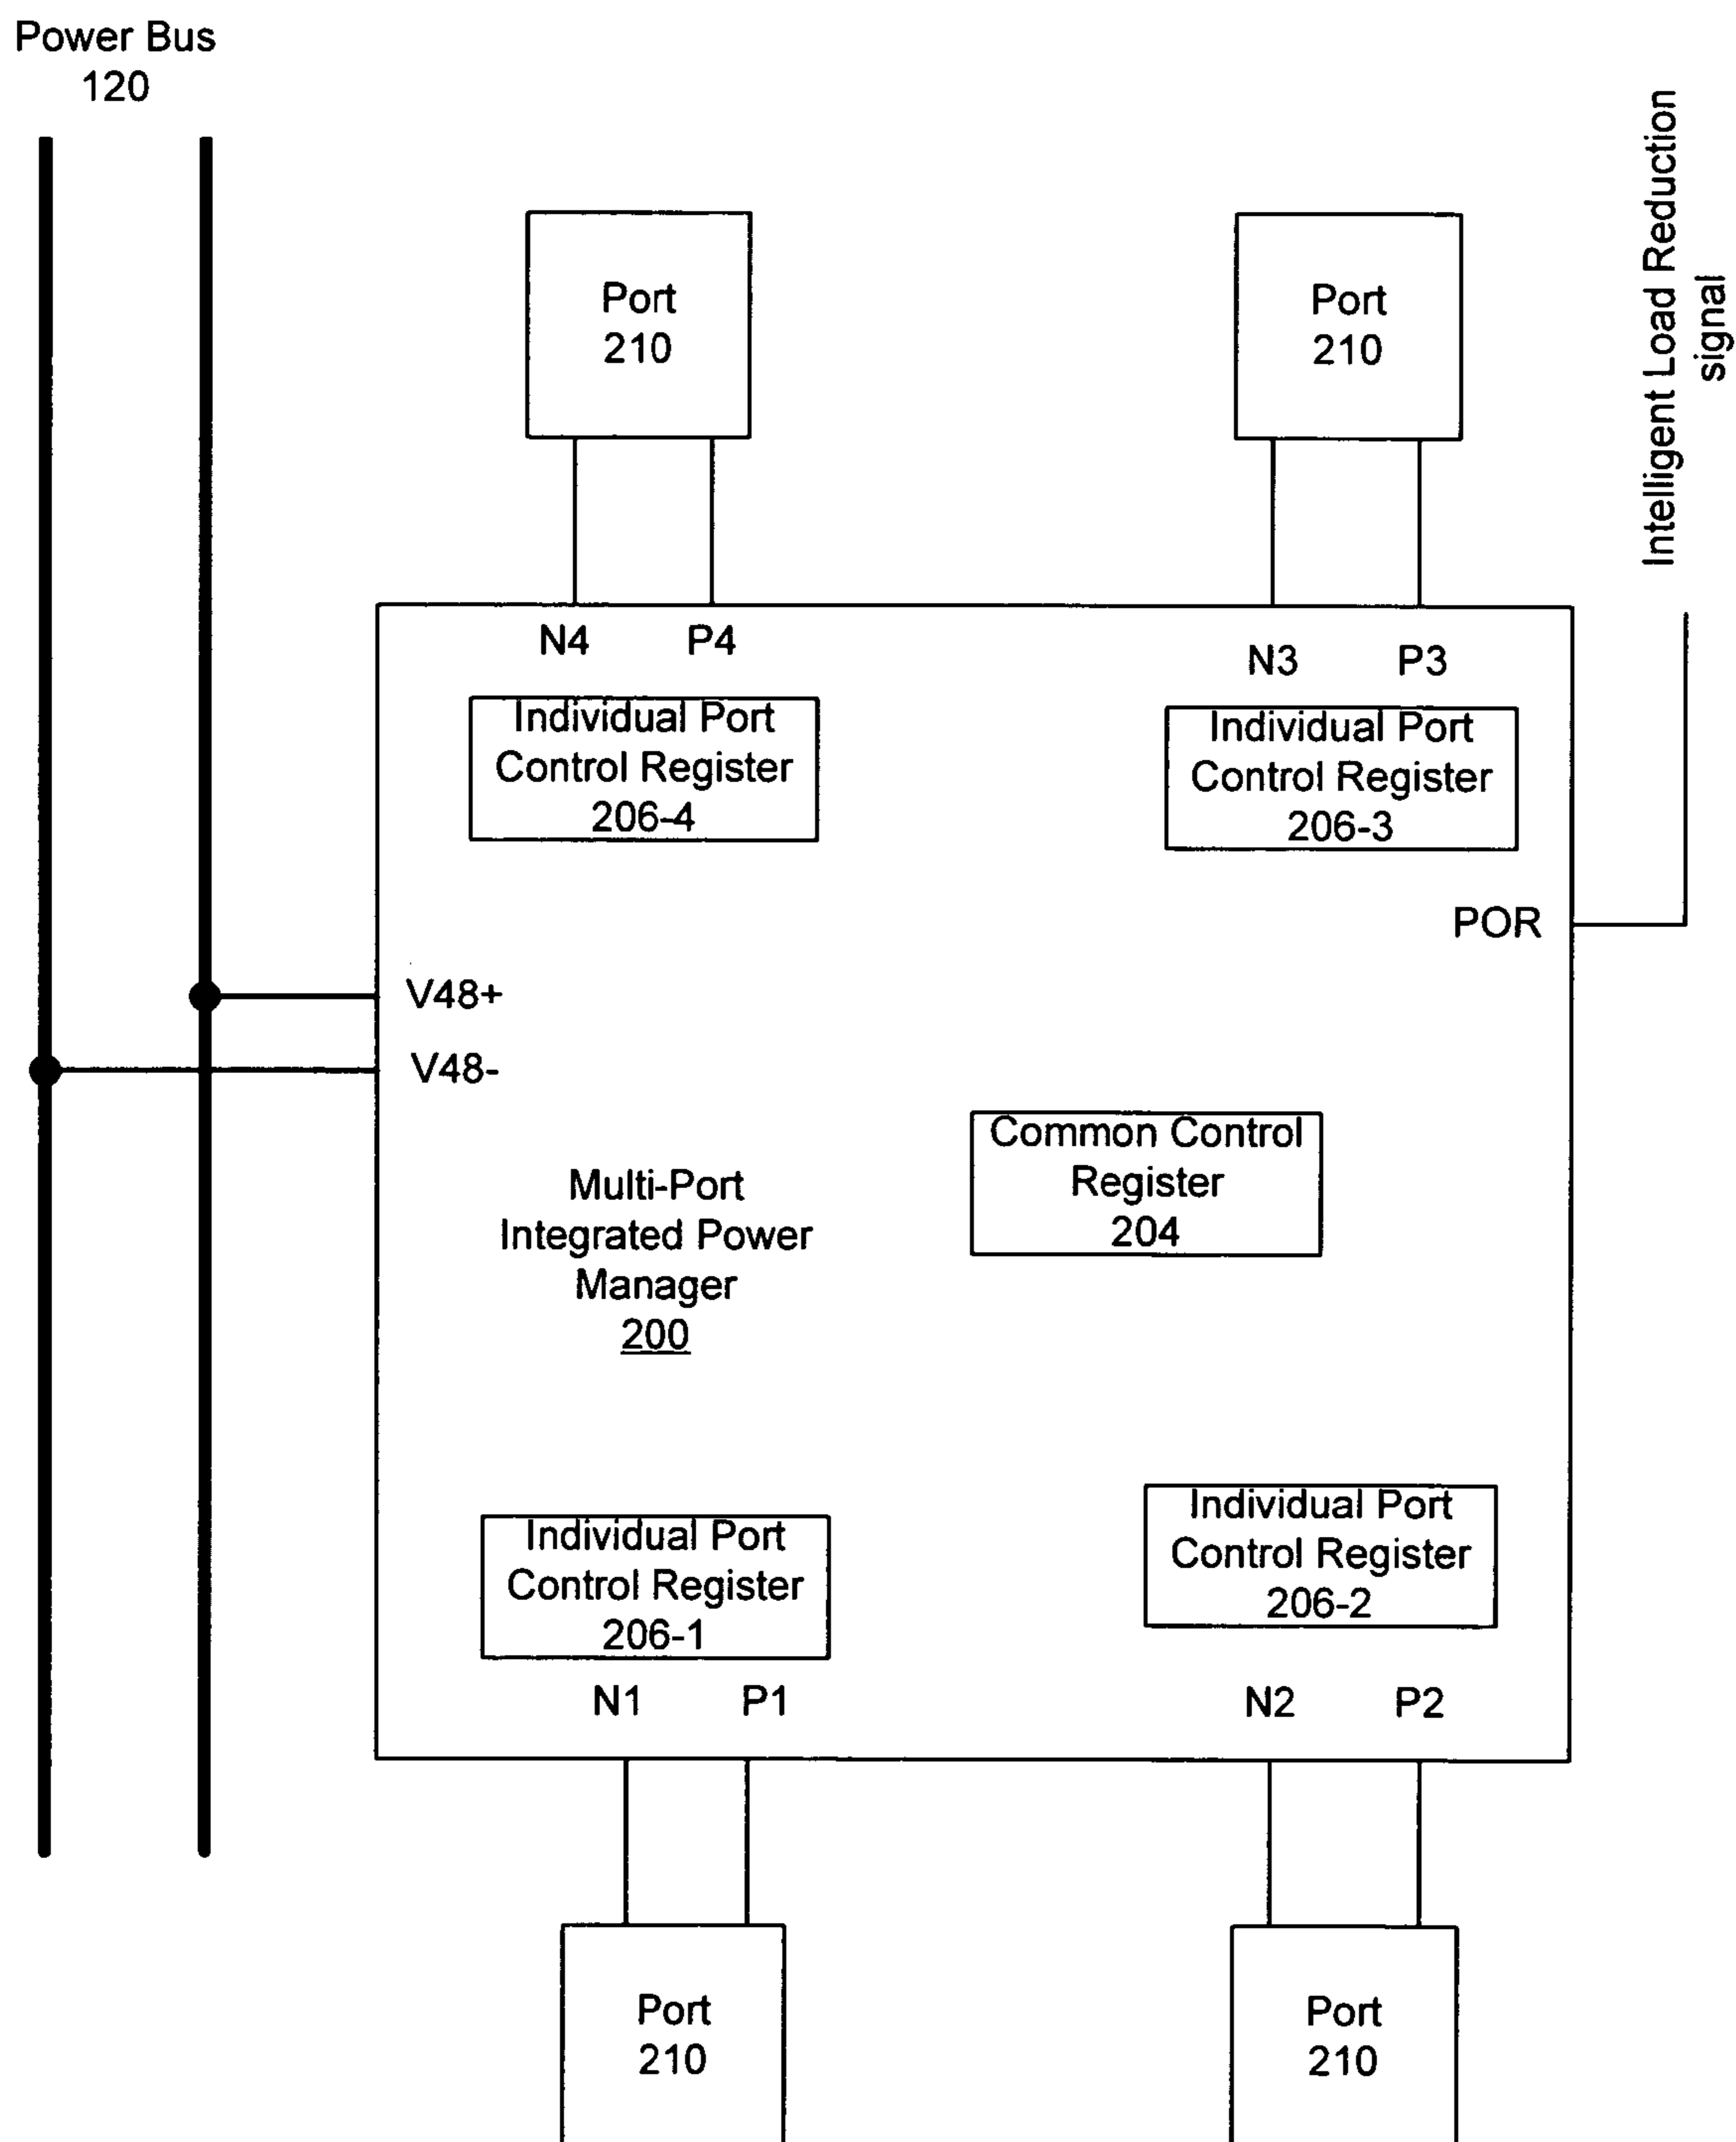 Power Bus
120
Intelligent Load Reduction
signal
Port
210
Port
210
N4
P4
N3
P3
Individual Port
Control Register
206-4
Individual Port
Control Register
206-3
POR
V48+
V48-
Common Control
Register
204
Multi-Port
Integrated Power
Manager
200
Individual Port
Control Register
206-1
Individual Port
Control Register
206-2
N1
P1
N2
P2
Port
210
Port
210